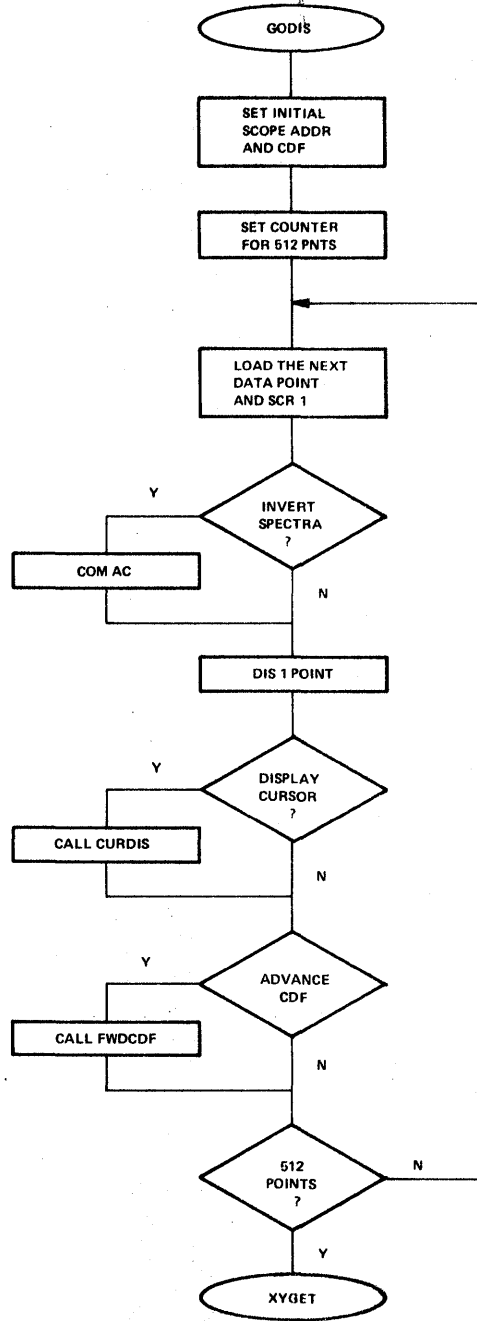 GODIS
SET INITIAL
SCOPE ADDR
AND CDF
SET COUNTER
FOR 512 PNTS
LOAD THE NEXT
DATA POINT
AND SCR 1
Y
INVERT
SPECTRA
?
COM AC
N
DIS 1 POINT
Y
DISPLAY
CURSOR
?
CALL CURDIS
N
Y
ADVANCE
CDF
CALL FWDCDF
N
512
POINTS
?
N
Y
XYGET